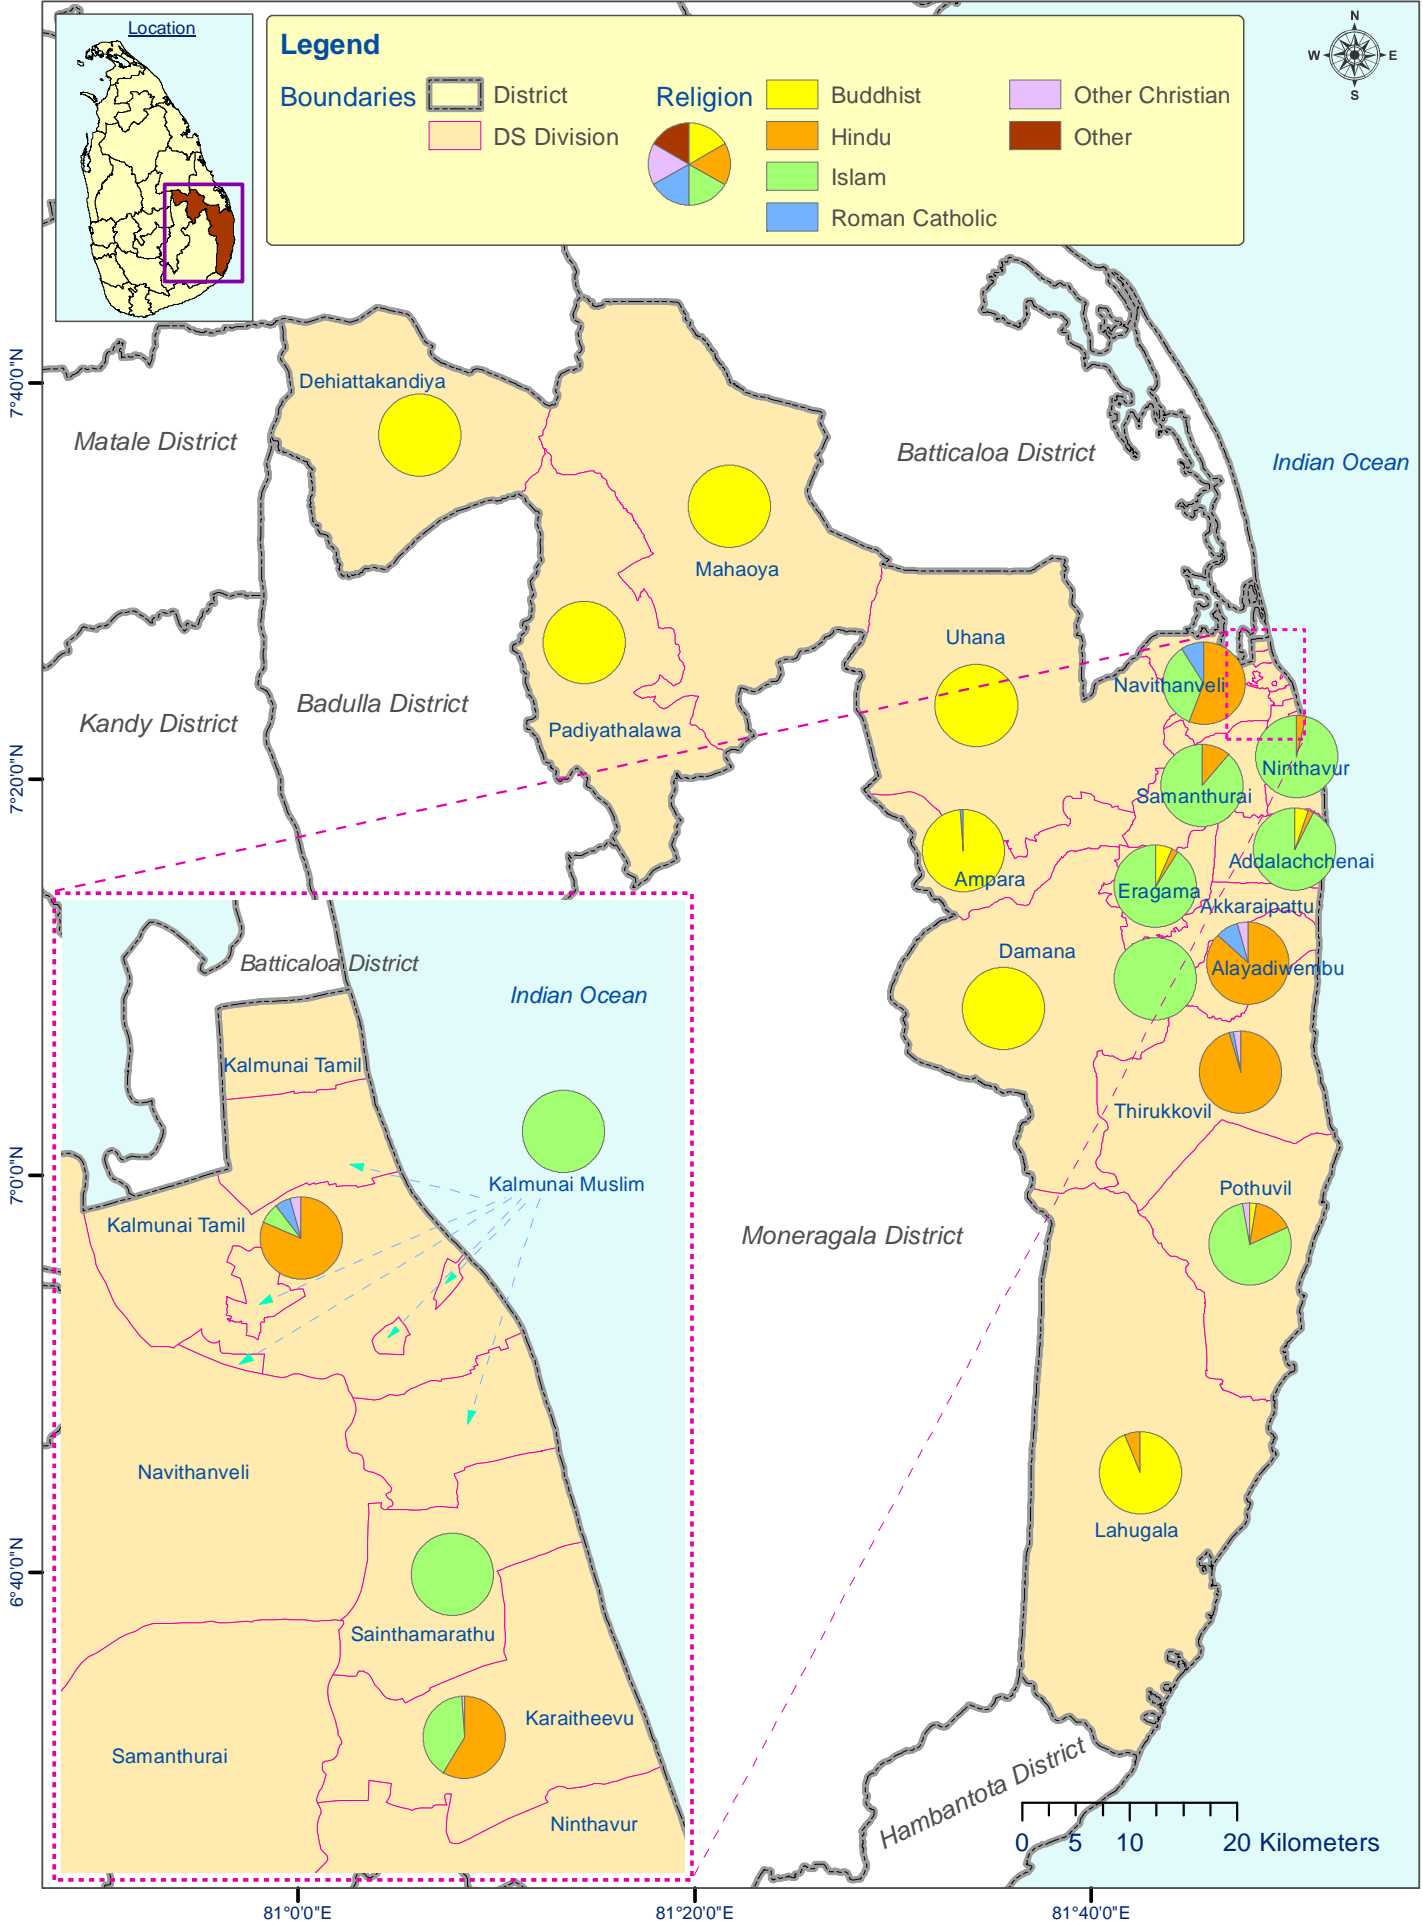 Location
Legend
Boundaries
District
DS Division
Religion
Buddhist
Hindu
Islam
Roman Catholic
Other Christian
Other
N
W
E
S
7°40'0"N
7°20'0"N
7°0'0"N
6°40'0"N
Dehiattakandiya
Matale District
Batticaloa District
Indian Ocean
Mahaoya
Uhana
Navithanveli
Badulla District
Kandy District
Padiyathalawa
Ninthavur
Samanthurai
Addalachchenai
Ampara
Eragama
Akkaraipattu
Damana
Alayadiwembu
Batticaloa District
Indian Ocean
Kalmunai Tamil
Thirukkovil
Kalmunai Muslim
Pothuvil
Kalmunai Tamil
Moneragala District
Navithanveli
Lahugala
Sainthamarathu
Karaitheevu
Samanthurai
Ninthavur
Hambantota District
0 5 10 20 Kilometers
81°0'0"E
81°20'0"E
81°40'0"E